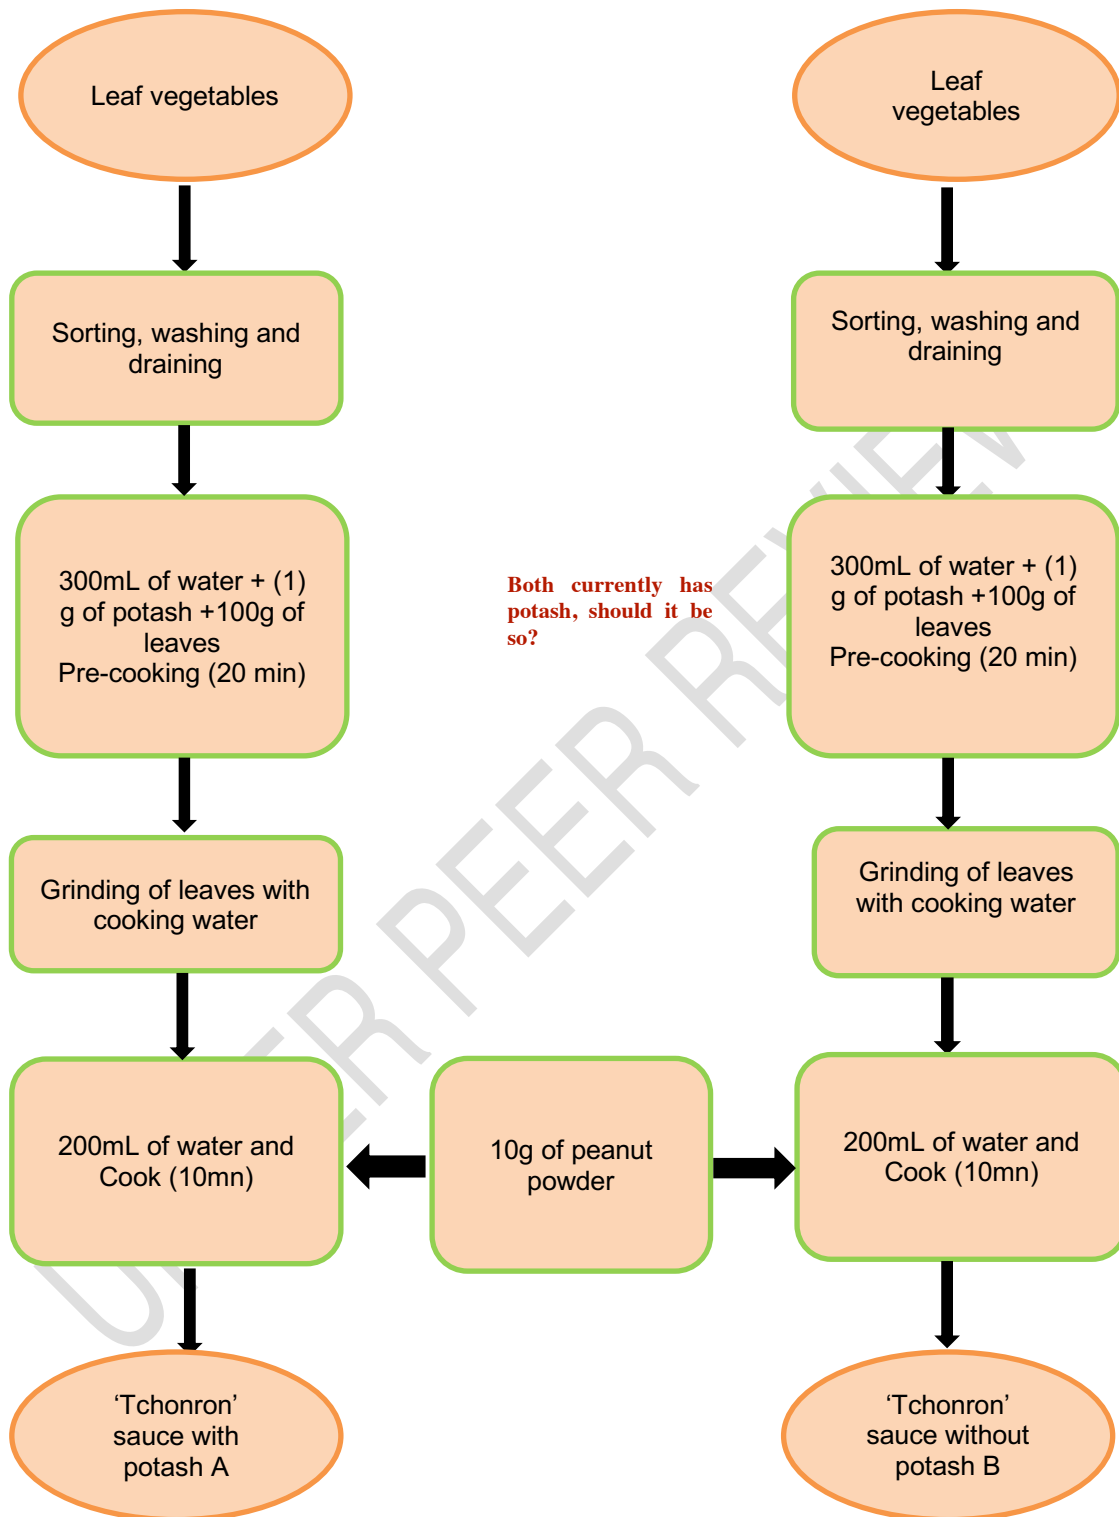 Leaf vegetables
Leaf
vegetables
Sorting, washing and
draining
Sorting, washing and
draining
300mL of water + (1)
g of potash +100g of
leaves
Pre-cooking (20 min)
Both currently has
potash, should it be
so?
300mL of water + (1)
g of potash +100g of
leaves
Pre-cooking (20 min)
Grinding of leaves with
cooking water
Grinding of leaves
with cooking water
200mL of water and
Cook (10mn)
10g of peanut
powder
200mL of water and
Cook (10mn)
‘Tchonron’
sauce with
potash A
‘Tchonron’
sauce without
potash B
UNDER PEER REVIEW